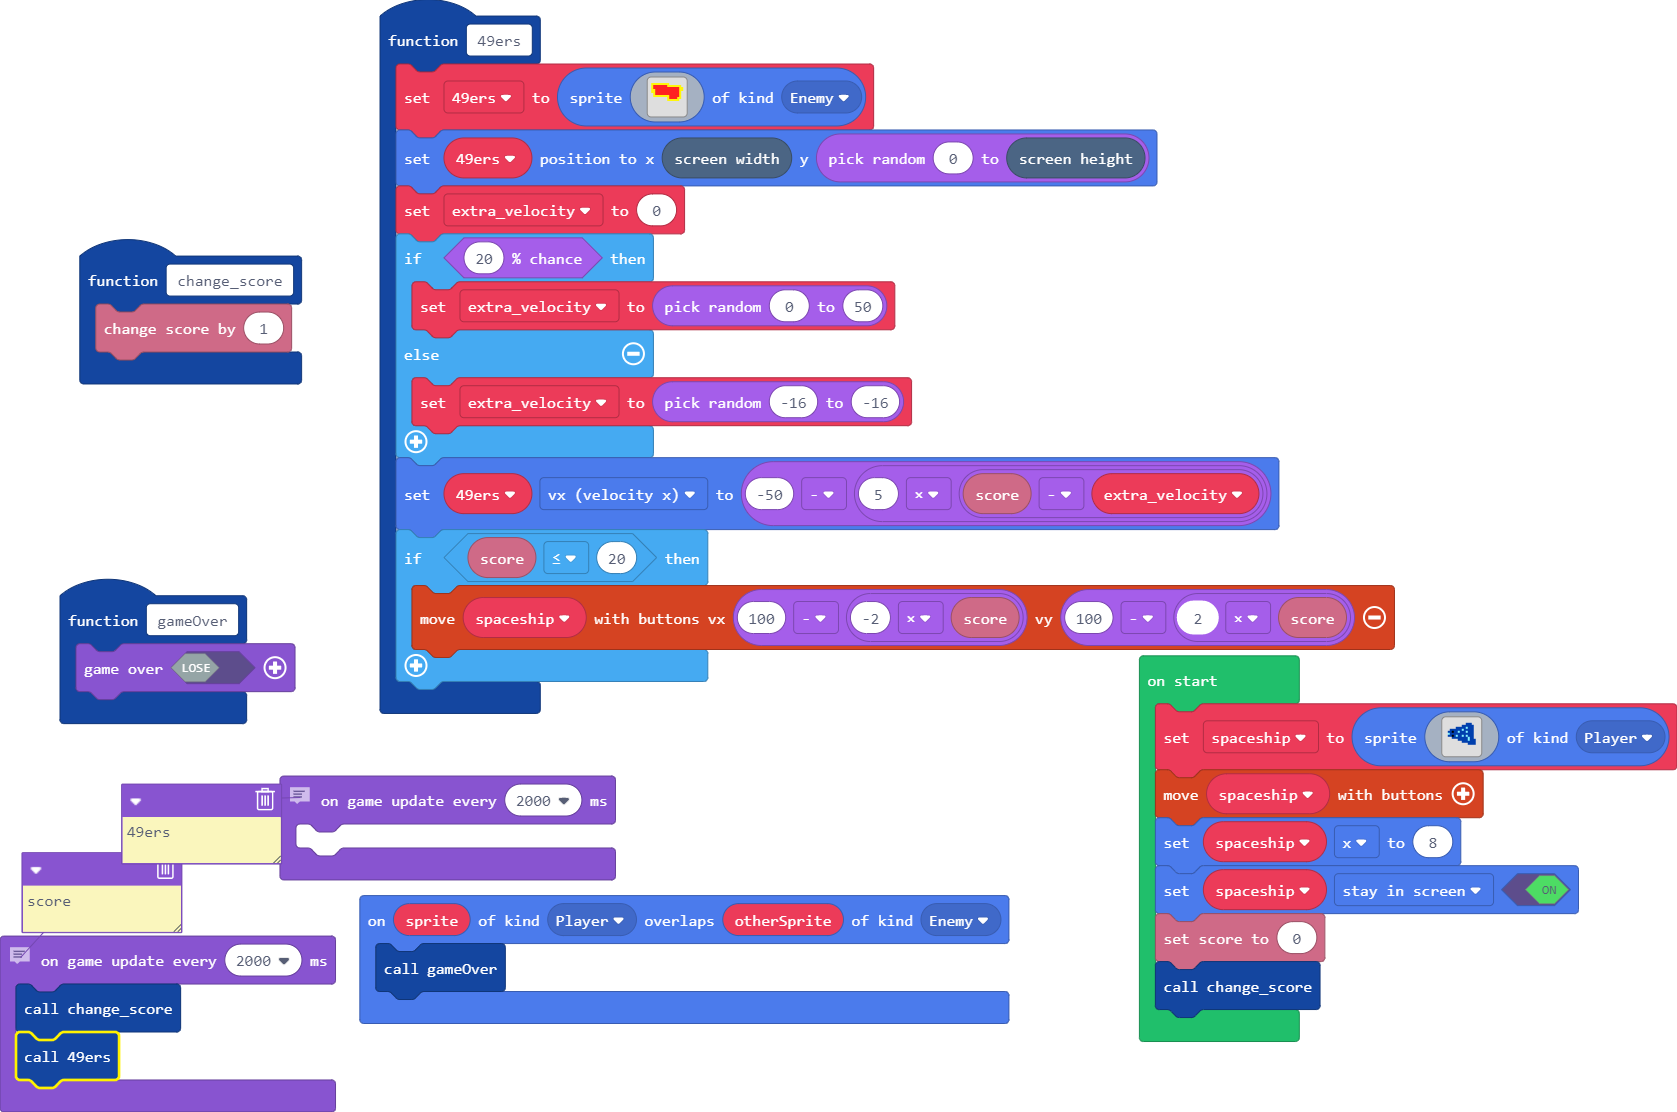 function 49ers
set 49ers to sprite of kind Enemy
set 49ers position to x screen width y pick random 0 to screen height
set extra_velocity to 0
if 20 % chance then
set extra_velocity to pick random 0 to 50
else
set extra_velocity to pick random -16 to -16
set 49ers vx (velocity x) to -50 - 5 × score - extra_velocity
if score ≤ 20 then
move spaceship with buttons vx 100 - -2 × score vy 100 - 2 × score
function change_score
change score by 1
function gameOver
game over LOSE
on start
set spaceship to sprite of kind Player
move spaceship with buttons
set spaceship x to 8
set spaceship stay in screen ON
set score to 0
call change_score
49ers
on game update every 2000 ms
score
on game update every 2000 ms
call change_score
call 49ers
on sprite of kind Player overlaps otherSprite of kind Enemy
call gameOver